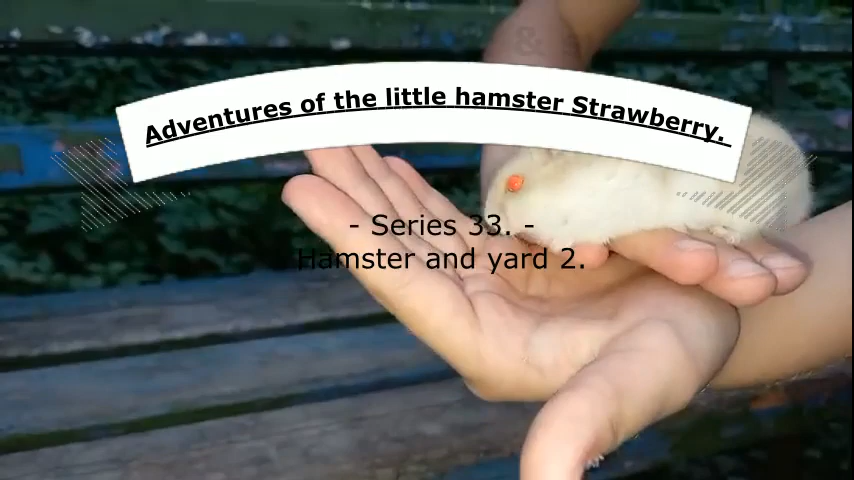 Adventures of the little hamster Strawberry.
- Series 33. -
Hamster and yard 2.